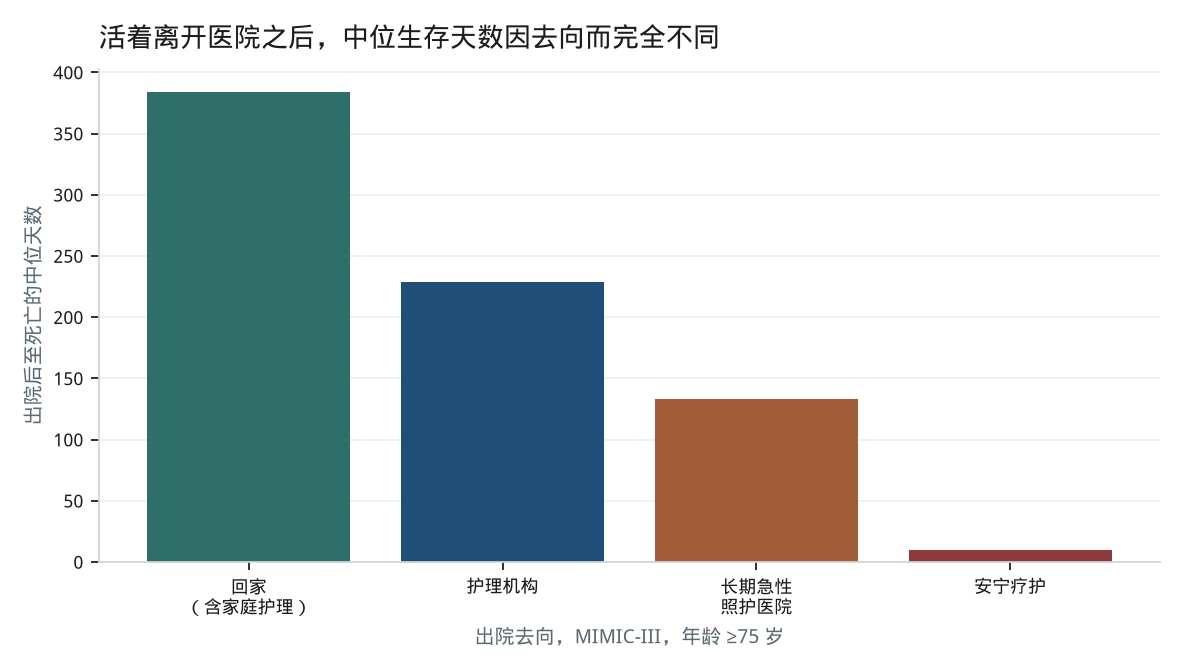 活着离开医院之后，中位生存天数因去向而完全不同
出院后至死亡的中位天数
400
350
300
250
200
150
100
50
0
回家
（含家庭护理）
护理机构
长期急性
照护医院
安宁疗护
出院去向，MIMIC-III，年龄 ≥75 岁